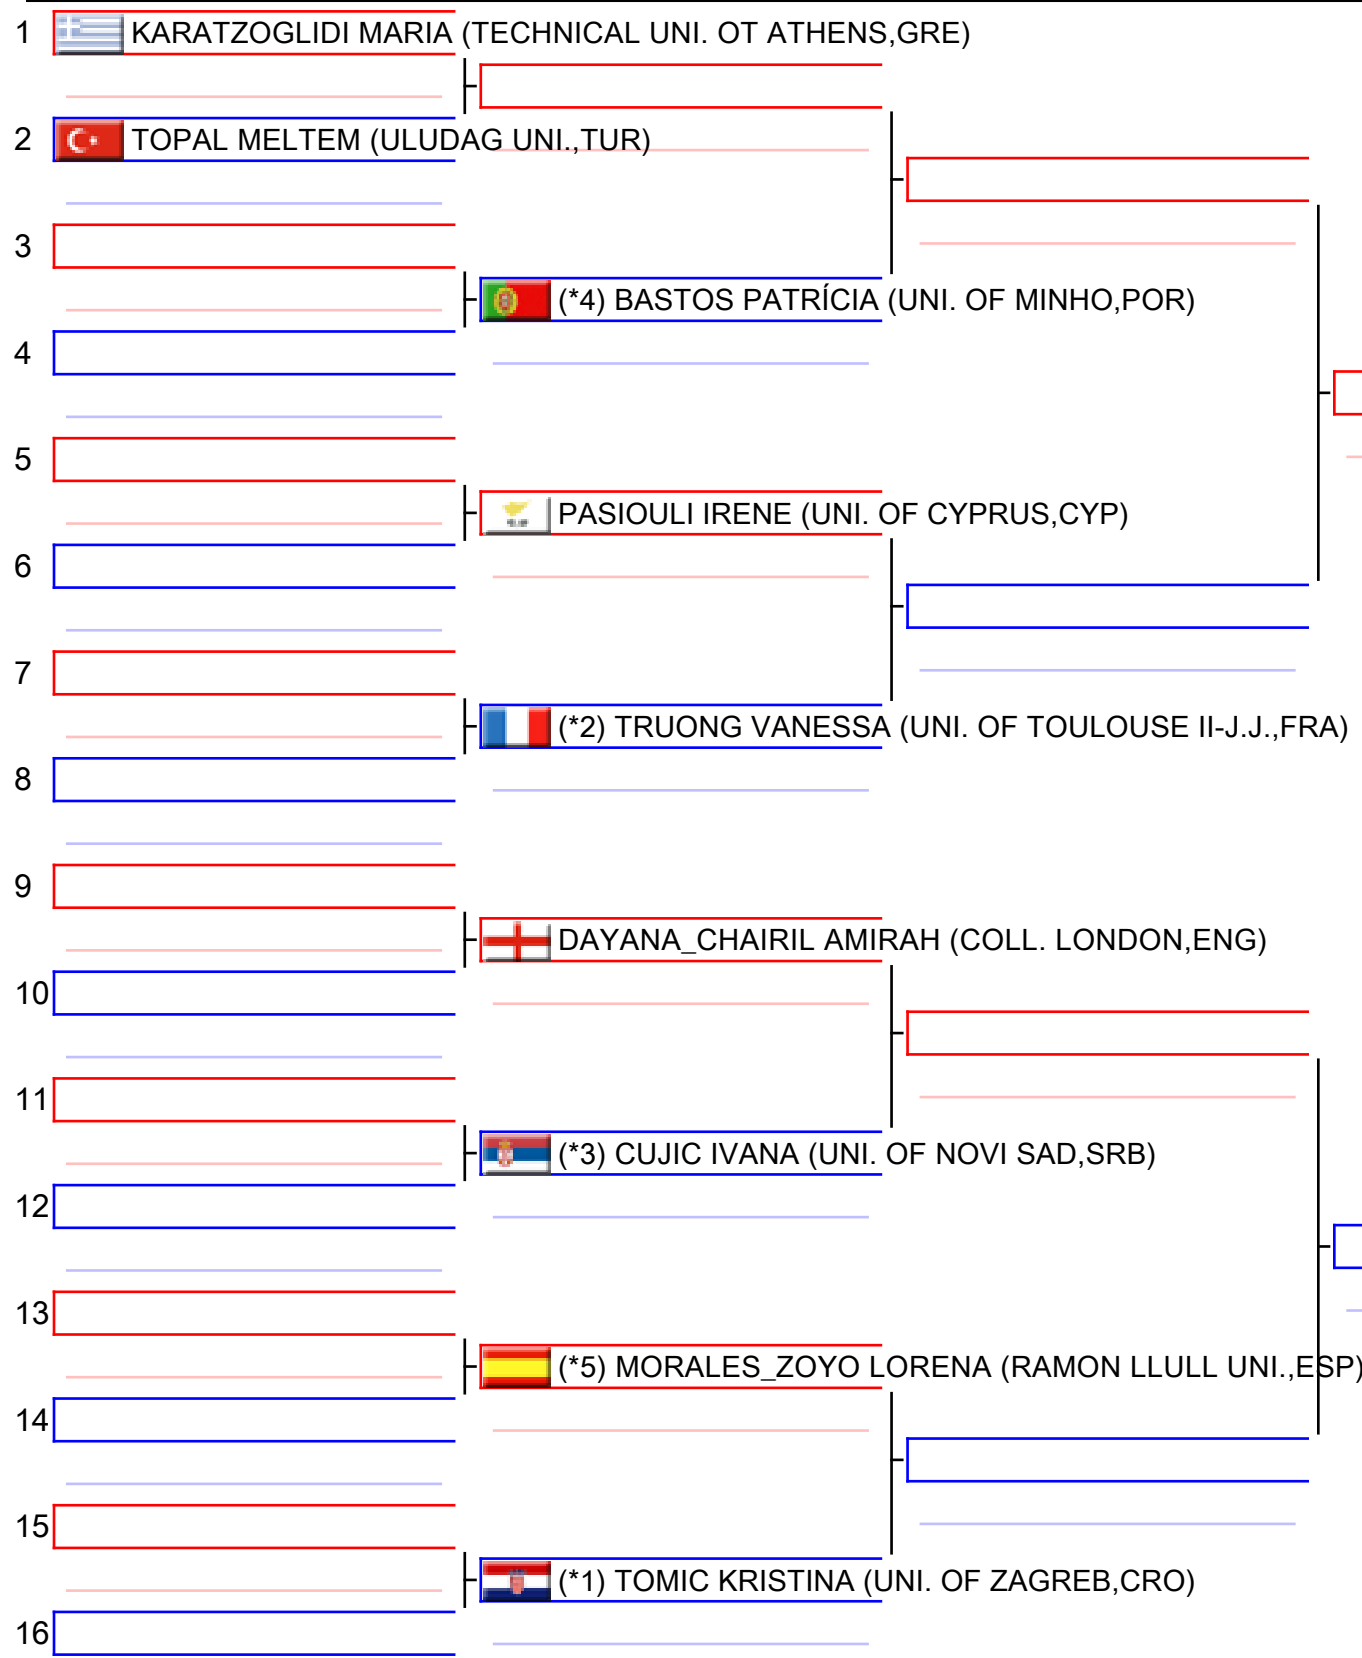 1 KARATZOGLIDI MARIA (TECHNICAL UNI. OT ATHENS,GRE)
2 TOPAL MELTEM (ULUDAG UNI.,TUR)
3
(*4) BASTOS PATRÍCIA (UNI. OF MINHO,POR)
4
5
PASIOULI IRENE (UNI. OF CYPRUS,CYP)
6
7
(*2) TRUONG VANESSA (UNI. OF TOULOUSE II-J.J.,FRA)
8
9
DAYANA_CHAIRIL AMIRAH (COLL. LONDON,ENG)
10
11
(*3) CUJIC IVANA (UNI. OF NOVI SAD,SRB)
12
13
(*5) MORALES_ZOYO LORENA (RAMON LLULL UNI.,ESP)
14
15
(*1) TOMIC KRISTINA (UNI. OF ZAGREB,CRO)
16